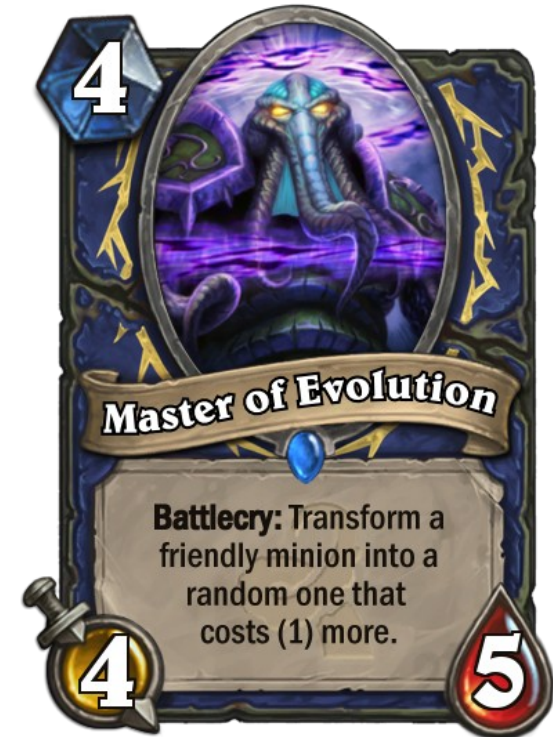 4
Master of Evolution
Battlecry: Transform a
friendly minion into a
random one that
costs (1) more.
4
5